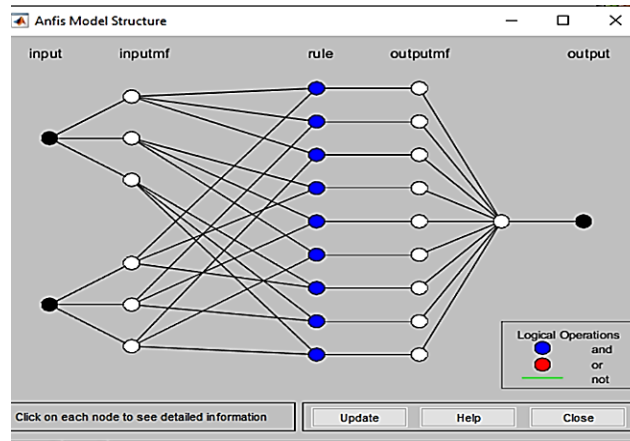 Anfis Model Structure
input inputmf rule outputmf output
Logical Operations
and
or
not
Click on each node to see detailed information
Update Help Close